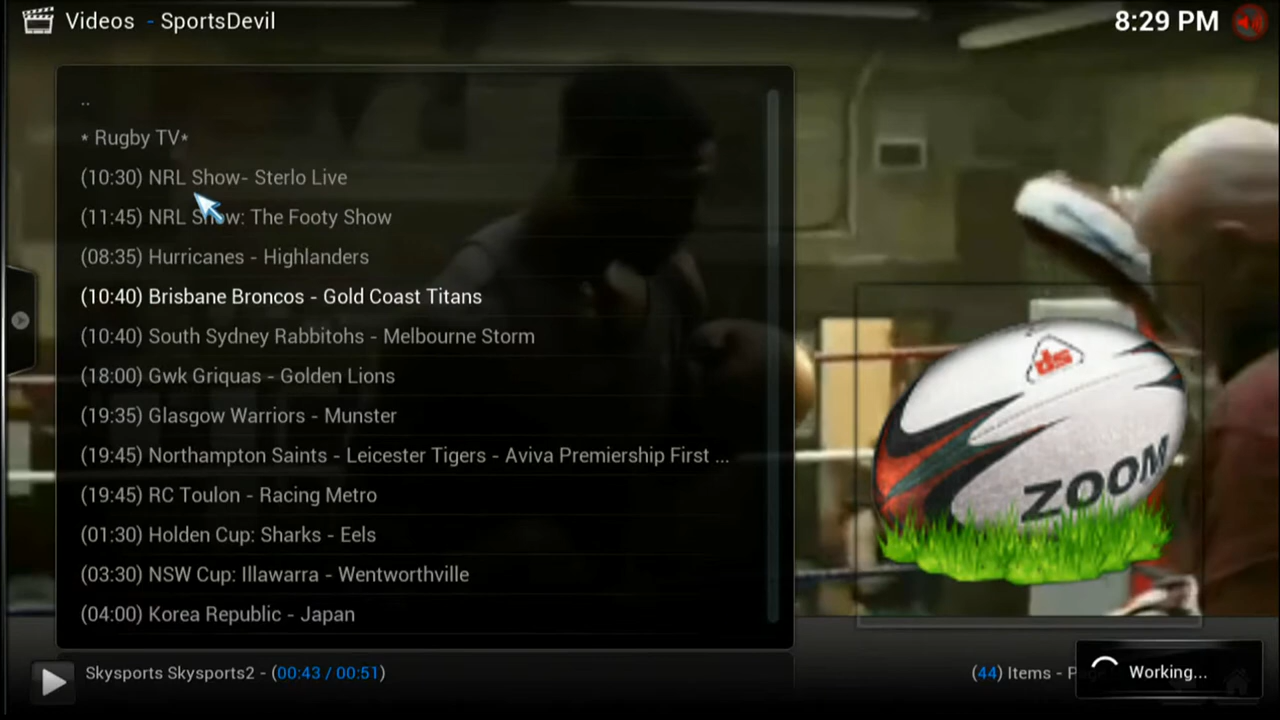 Videos - SportsDevil
8:29 PM
..
* Rugby TV*
(10:30) NRL Show- Sterlo Live
(11:45) NRL Show: The Footy Show
(08:35) Hurricanes - Highlanders
(10:40) Brisbane Broncos - Gold Coast Titans
(10:40) South Sydney Rabbitohs - Melbourne Storm
(18:00) Gwk Griquas - Golden Lions
(19:35) Glasgow Warriors - Munster
(19:45) Northampton Saints - Leicester Tigers - Aviva Premiership First ...
(19:45) RC Toulon - Racing Metro
(01:30) Holden Cup: Sharks - Eels
(03:30) NSW Cup: Illawarra - Wentworthville
(04:00) Korea Republic - Japan
ds
ZOOM
Skysports Skysports2 - (00:43 / 00:51)
(44) Items - P
Working...